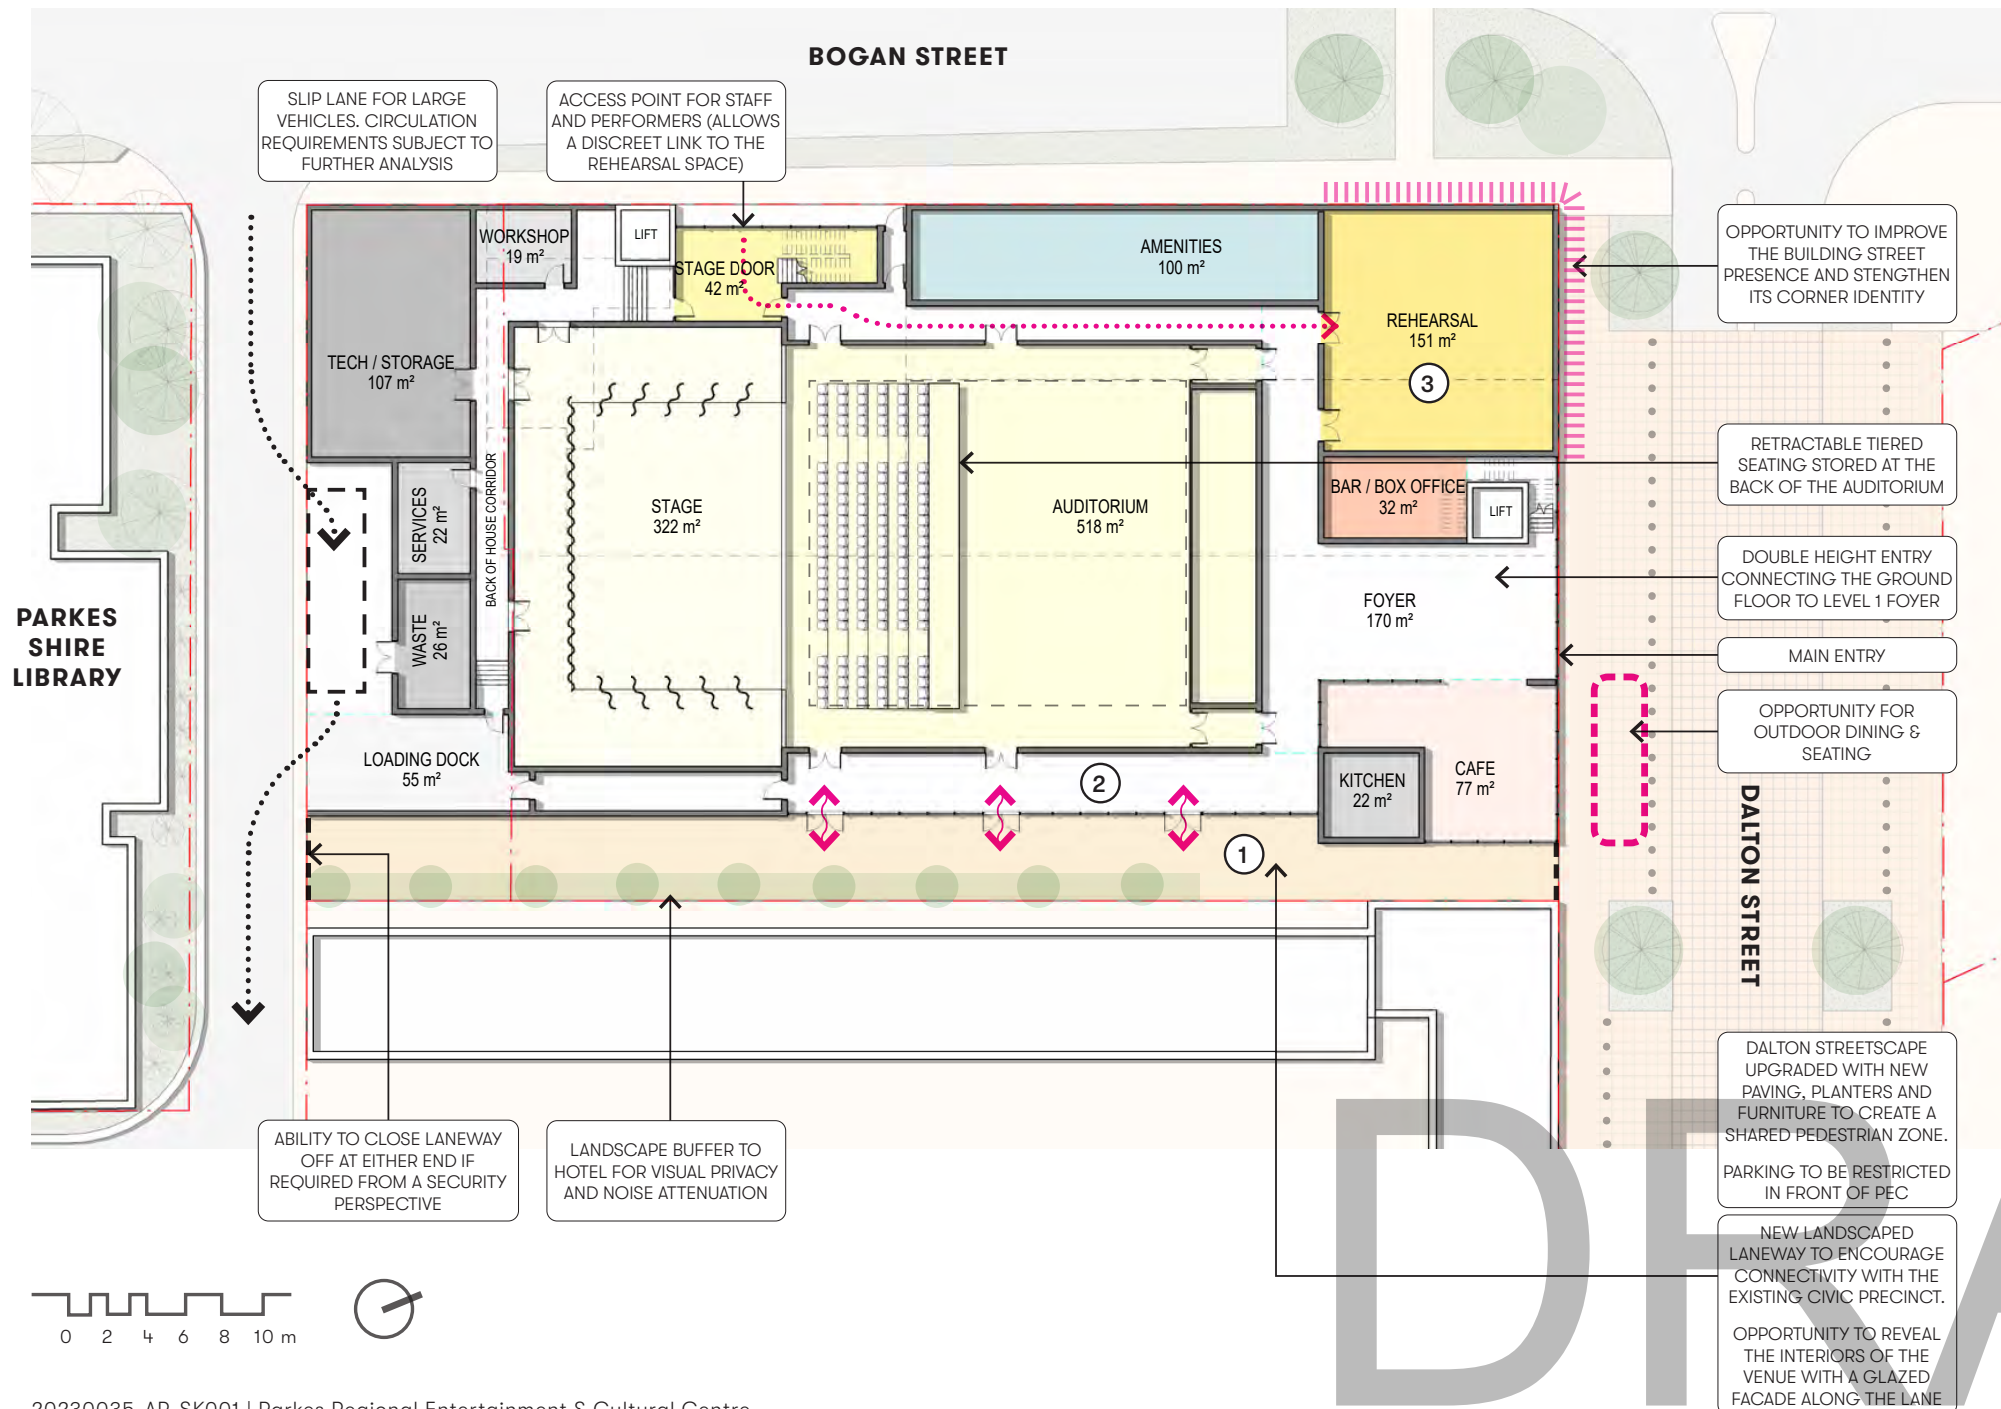 BOGAN STREET
SLIP LANE FOR LARGE
VEHICLES. CIRCULATION
REQUIREMENTS SUBJECT TO
FURTHER ANALYSIS
ACCESS POINT FOR STAFF
AND PERFORMERS (ALLOWS
A DISCREET LINK TO THE
REHEARSAL SPACE)
WORKSHOP
19 m²
LIFT
STAGE DOOR
42 m²
AMENITIES
100 m²
REHEARSAL
151 m²
3
TECH / STORAGE
107 m²
BACK OF HOUSE CORRIDOR
SERVICES
22 m²
WASTE
26 m²
STAGE
322 m²
AUDITORIUM
518 m²
BAR / BOX OFFICE
32 m²
LIFT
FOYER
170 m²
LOADING DOCK
55 m²
2
KITCHEN
22 m²
CAFE
77 m²
1
PARKES
SHIRE
LIBRARY
OPPORTUNITY TO IMPROVE
THE BUILDING STREET
PRESENCE AND STENGTHEN
ITS CORNER IDENTITY
RETRACTABLE TIERED
SEATING STORED AT THE
BACK OF THE AUDITORIUM
DOUBLE HEIGHT ENTRY
CONNECTING THE GROUND
FLOOR TO LEVEL 1 FOYER
MAIN ENTRY
OPPORTUNITY FOR
OUTDOOR DINING &
SEATING
DALTON STREET
DALTON STREETSCAPE
UPGRADED WITH NEW
PAVING, PLANTERS AND
FURNITURE TO CREATE A
SHARED PEDESTRIAN ZONE.
PARKING TO BE RESTRICTED
IN FRONT OF PEC
NEW LANDSCAPED
LANEWAY TO ENCOURAGE
CONNECTIVITY WITH THE
EXISTING CIVIC PRECINCT.
OPPORTUNITY TO REVEAL
THE INTERIORS OF THE
VENUE WITH A GLAZED
FACADE ALONG THE LANE
ABILITY TO CLOSE LANEWAY
OFF AT EITHER END IF
REQUIRED FROM A SECURITY
PERSPECTIVE
LANDSCAPE BUFFER TO
HOTEL FOR VISUAL PRIVACY
AND NOISE ATTENUATION
0 2 4 6 8 10 m
DRA
20230035-AR-SK001 | Parkes Regional Entertainment & Cultural Centre